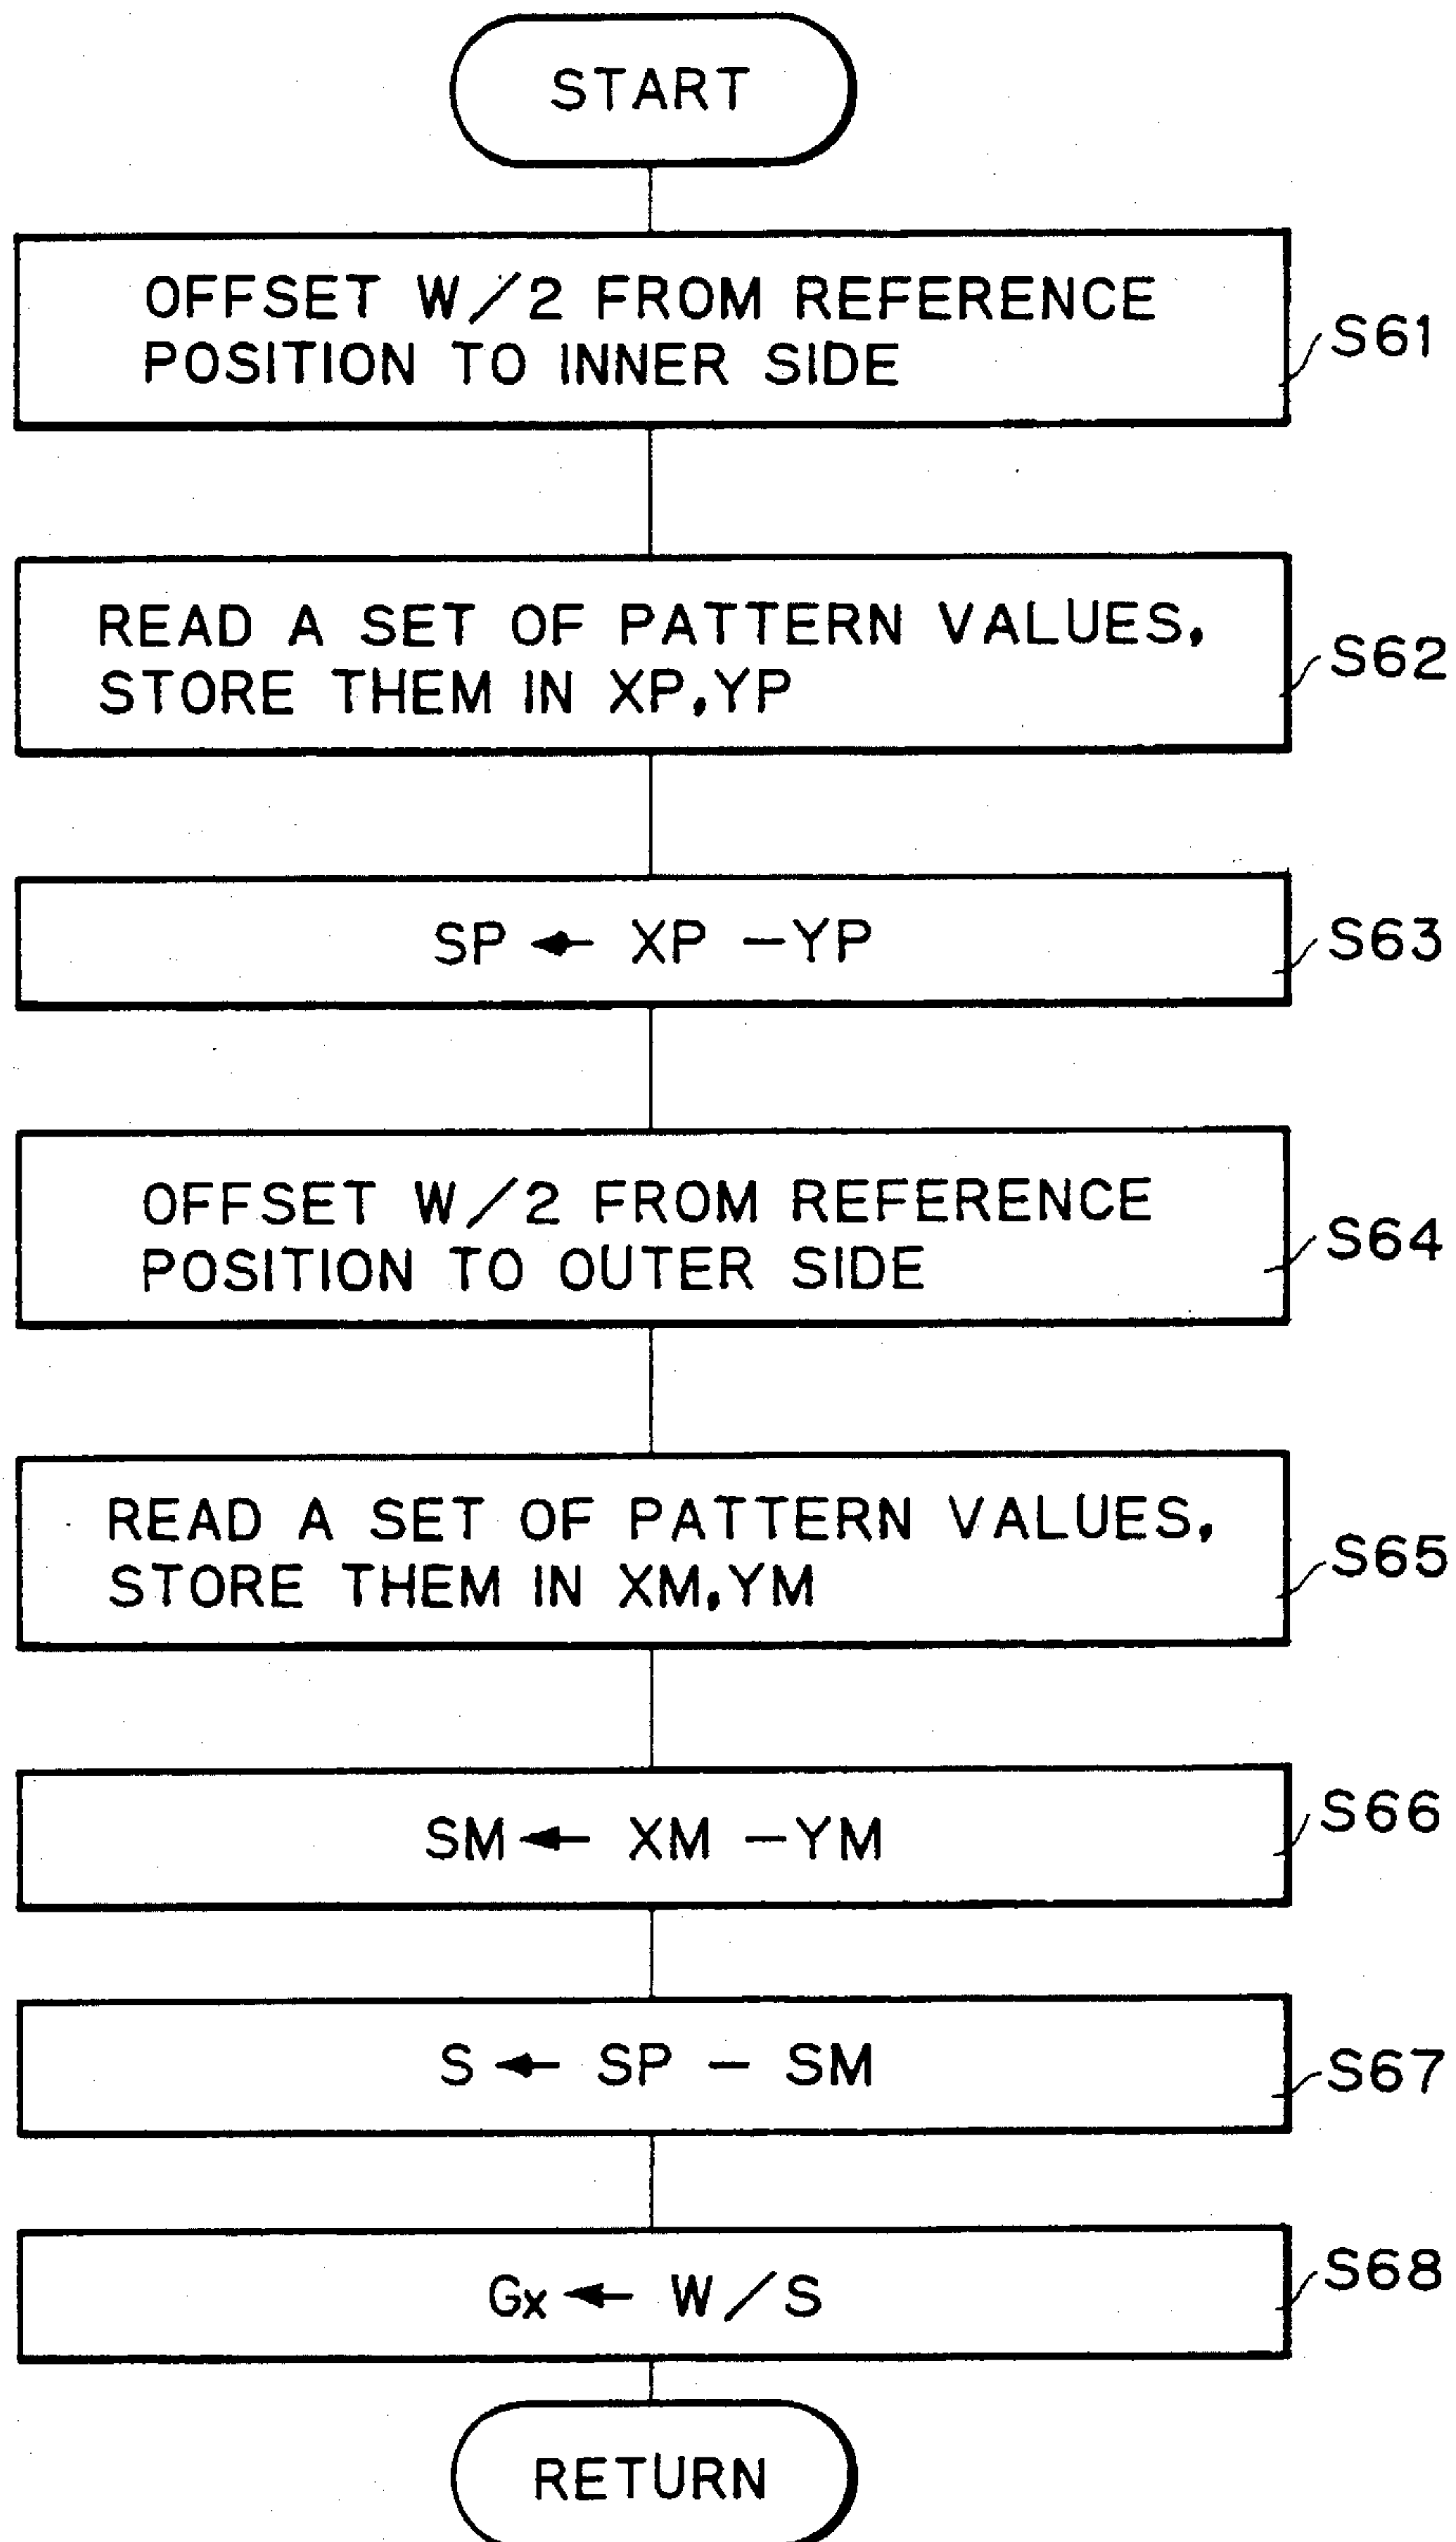 START
OFFSET W/2 FROM REFERENCE
POSITION TO INNER SIDE
S61
READ A SET OF PATTERN VALUES,
STORE THEM IN XP,YP
S62
SP ← XP -YP
S63
OFFSET W/2 FROM REFERENCE
POSITION TO OUTER SIDE
S64
READ A SET OF PATTERN VALUES,
STORE THEM IN XM,YM
S65
SM ← XM -YM
S66
S ← SP - SM
S67
Gx ← W/S
S68
RETURN